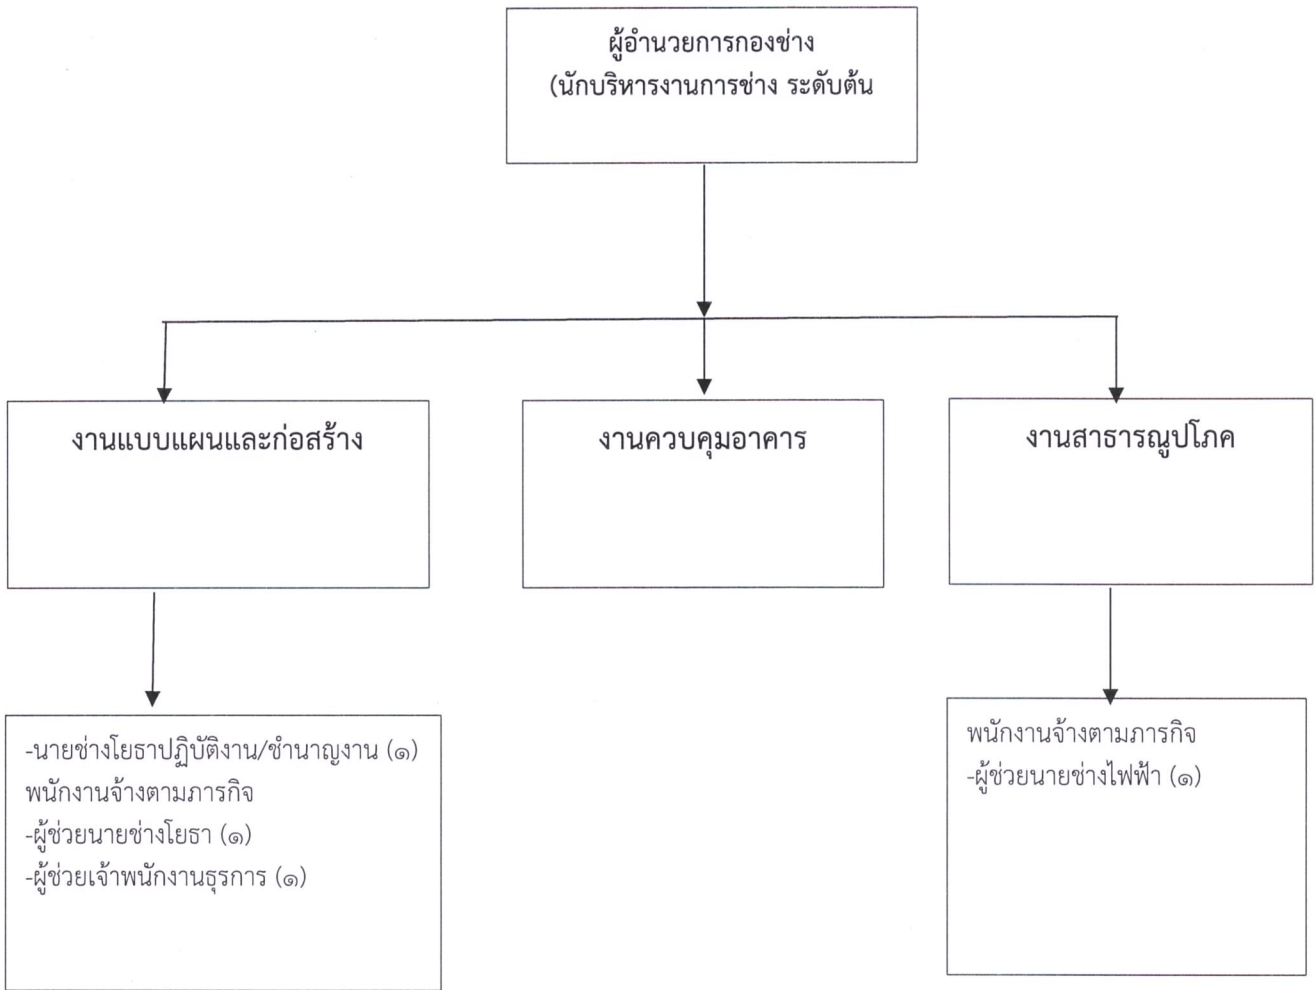 ผู้อำนวยการกองช่าง
(นักบริหารงานการช่าง ระดับต้น
งานแบบแผนและก่อสร้าง
งานควบคุมอาคาร
งานสาธารณูปโภค
-นายช่างโยธาปฏิบัติงาน/ชำนาญงาน (๑)
พนักงานจ้างตามภารกิจ
-ผู้ช่วยนายช่างโยธา (๑)
-ผู้ช่วยเจ้าพนักงานธุรการ (๑)
พนักงานจ้างตามภารกิจ
-ผู้ช่วยนายช่างไฟฟ้า (๑)